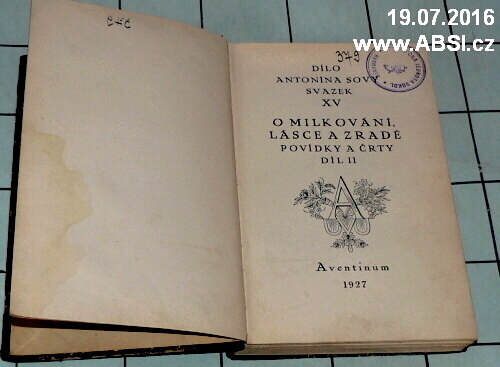 19.07.2016
www.ABSI.cz
379
DÍLO
ANTONÍNA SOVY
SVAZEK
XV
O MILKOVÁNÍ,
LÁSCE A ZRADĚ
POVÍDKY A ČRTY
DÍL II
A
Aventinum
1927